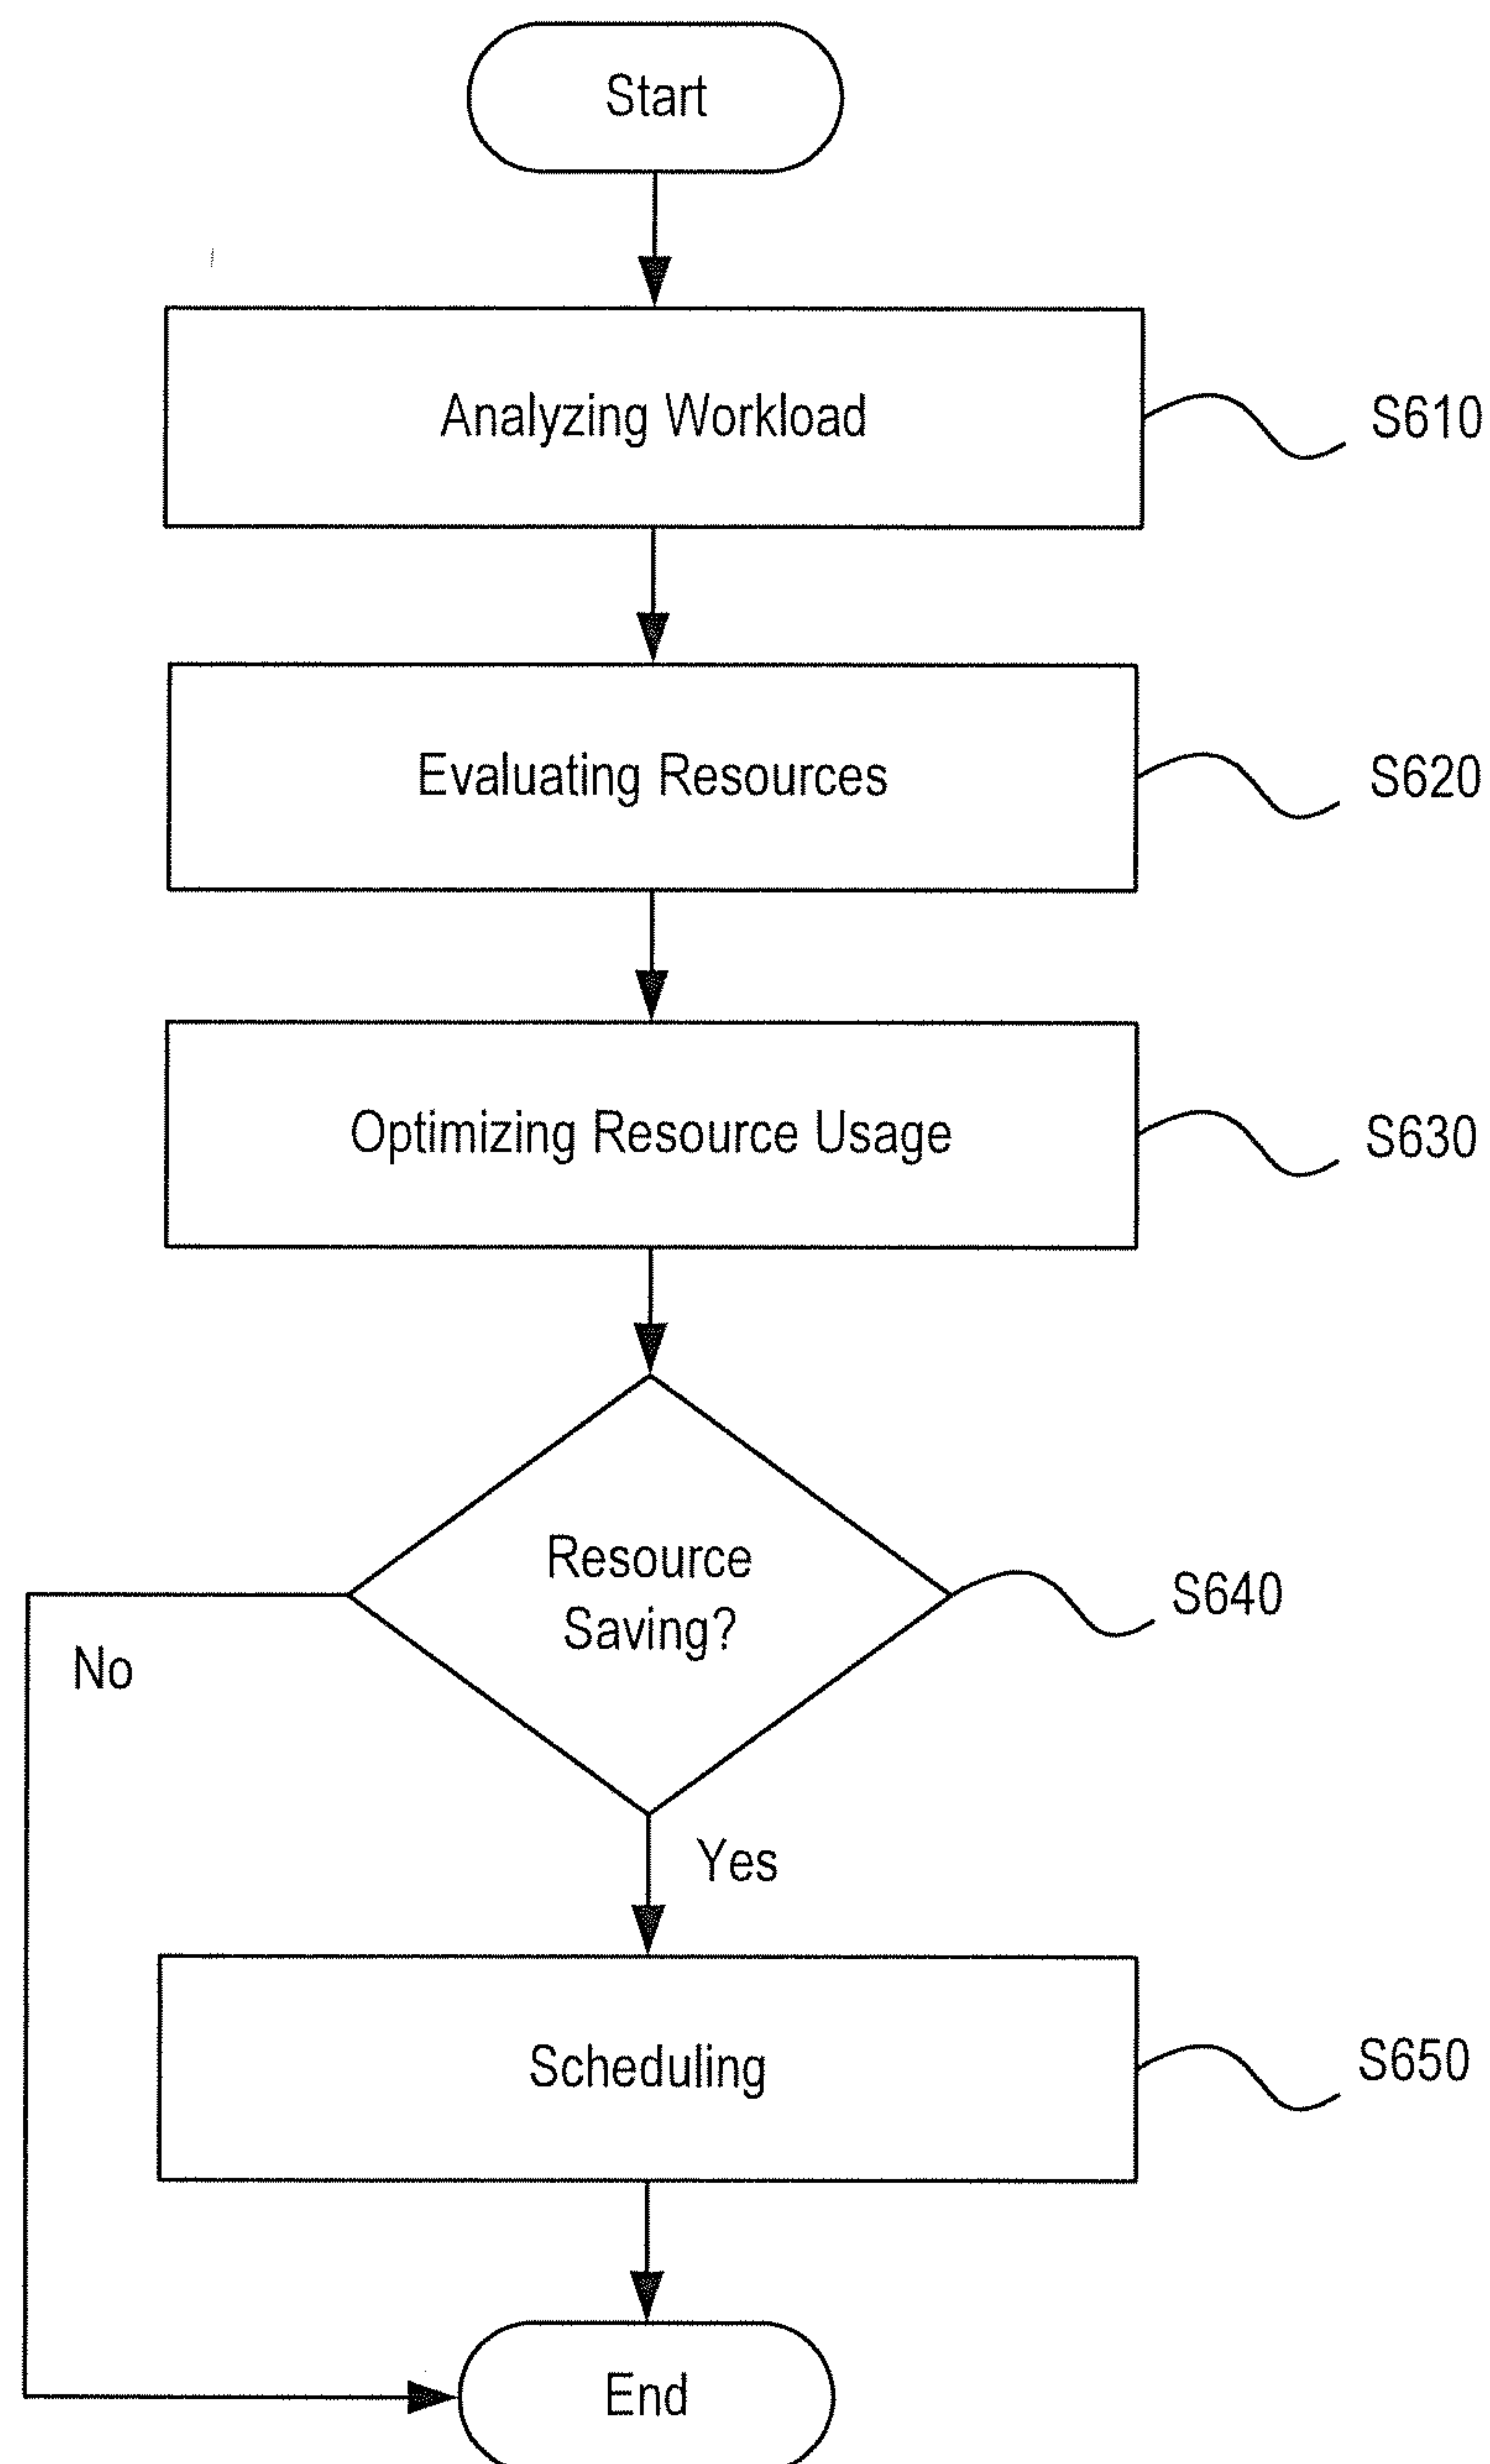 Start
Analyzing Workload
S610
Evaluating Resources
S620
Optimizing Resource Usage
S630
Resource
Saving?
S640
No
Yes
Scheduling
S650
End